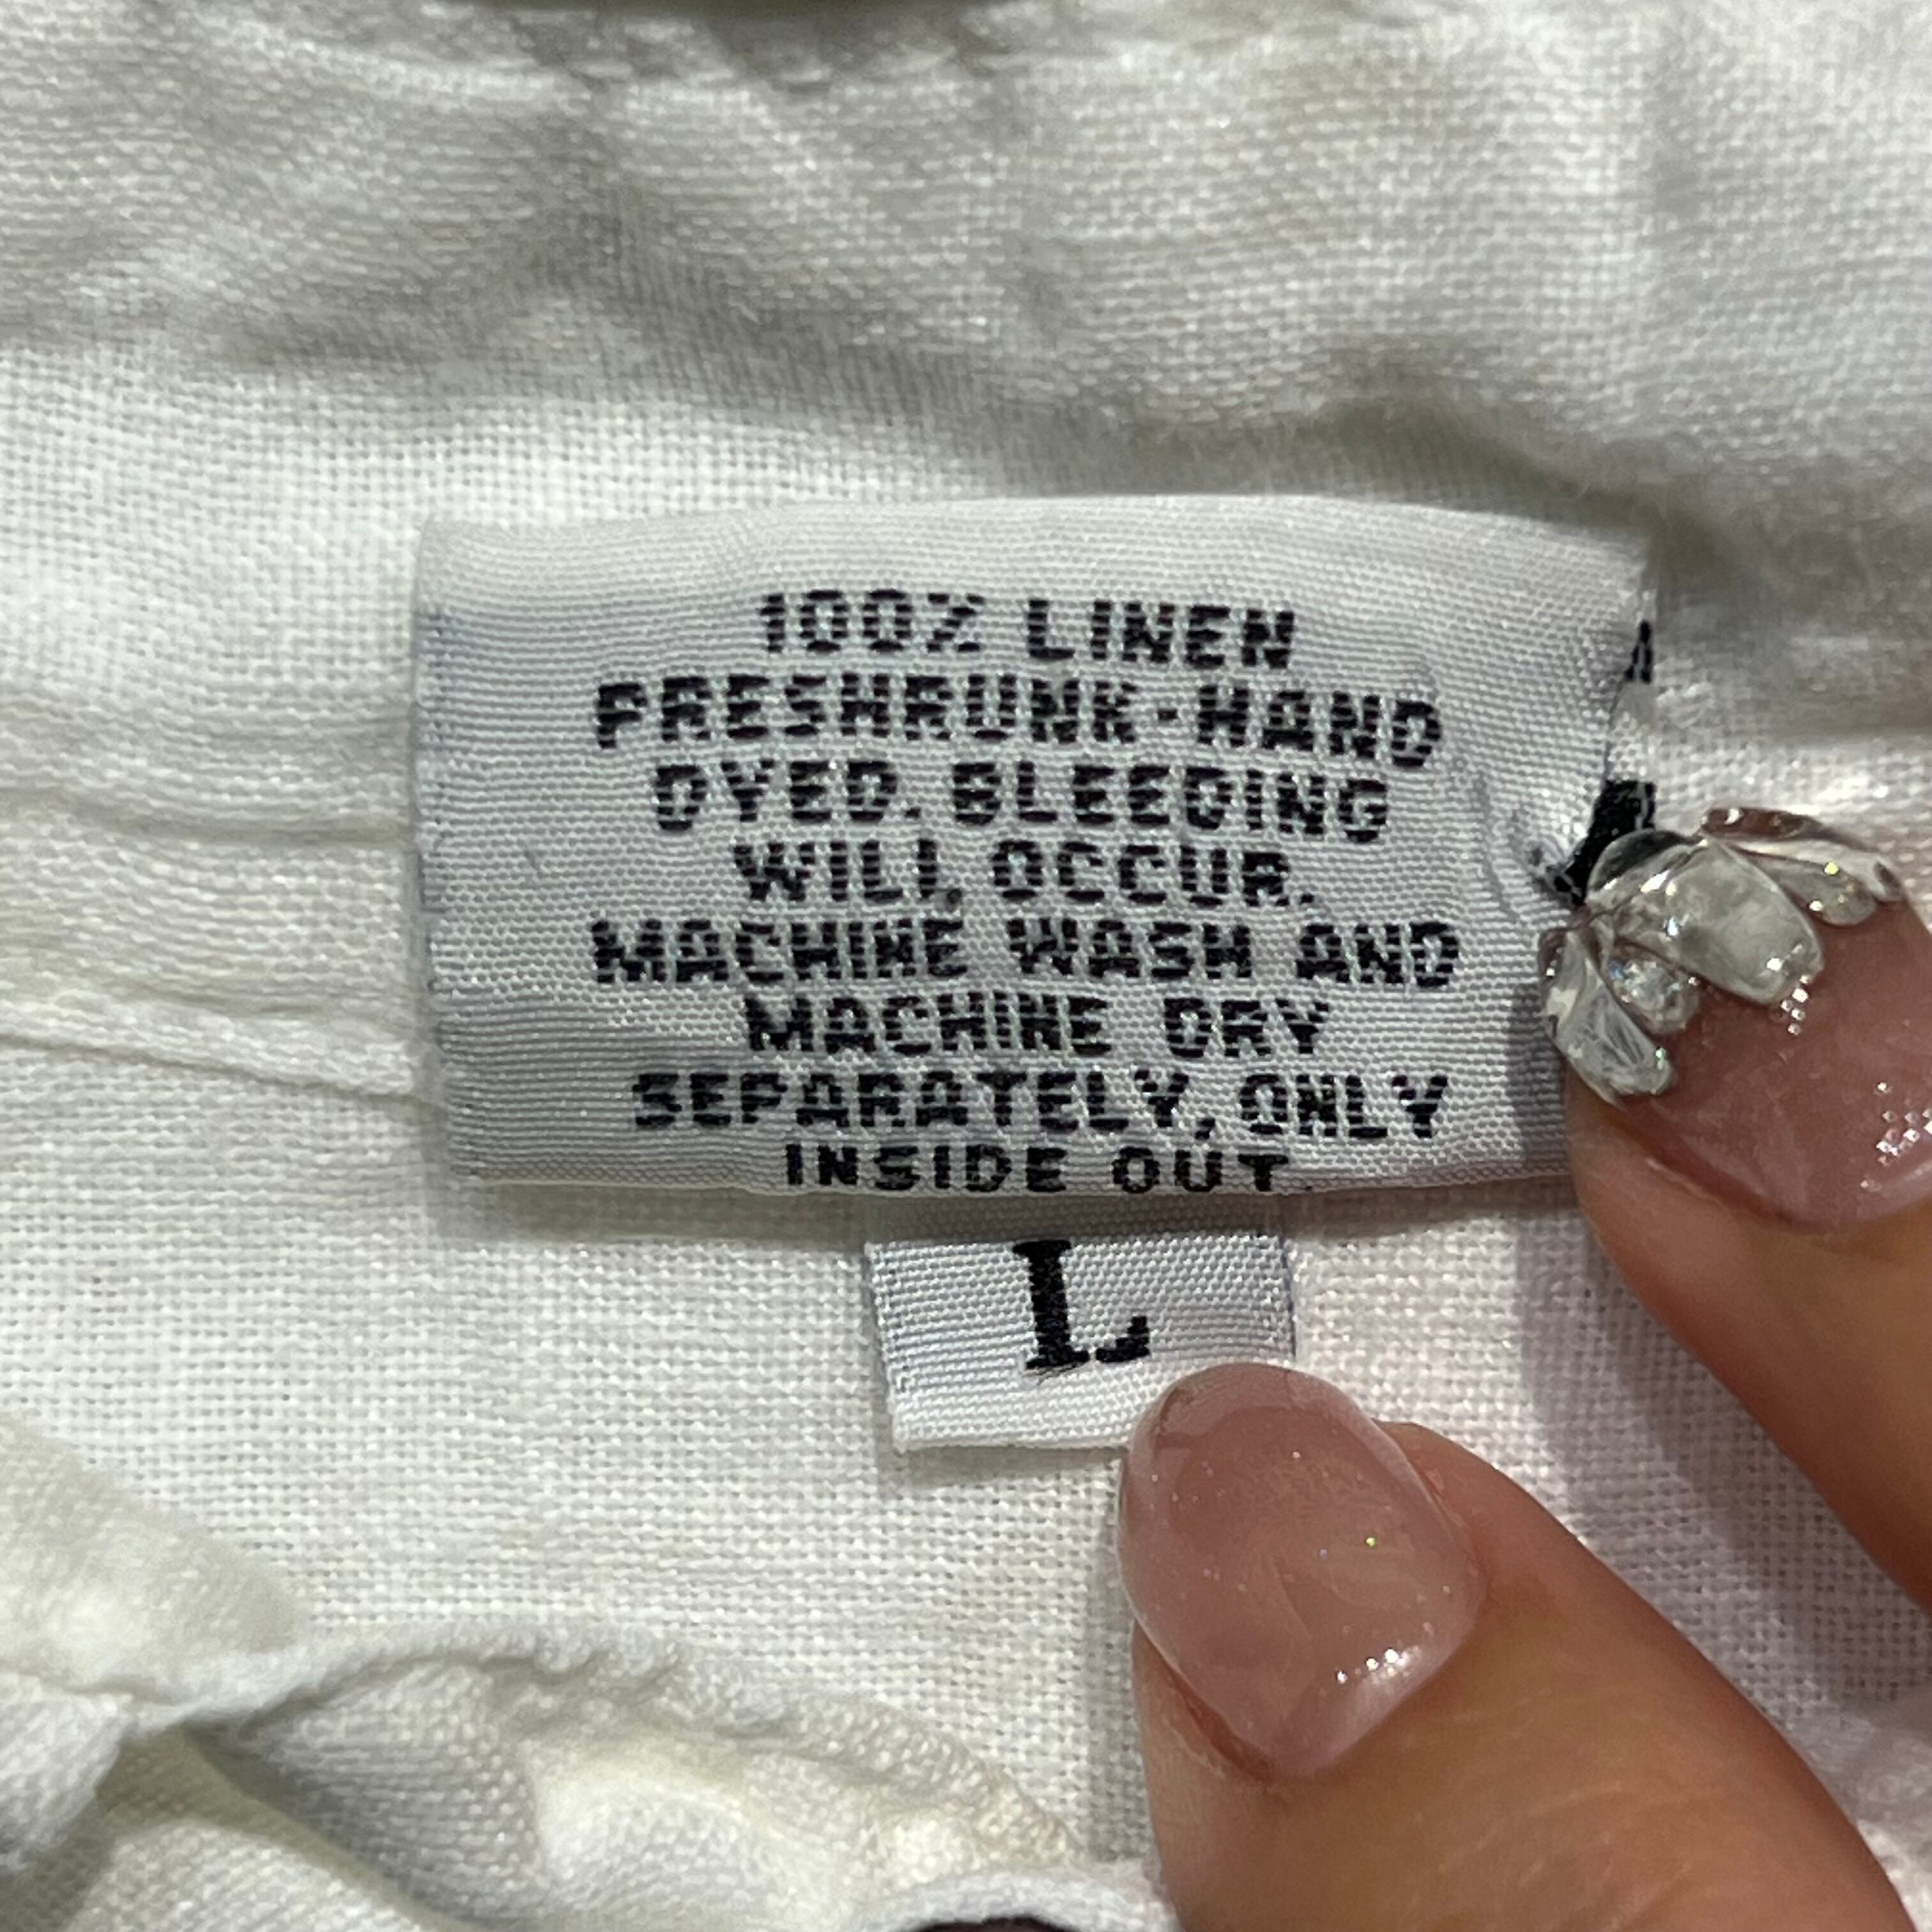 100% LINEN
PRESHRUNK-HAND
DYED. BLEEDING
WILL OCCUR.
MACHINE WASH AND
MACHINE DRY
SEPARATELY, ONLY
INSIDE OUT.
L